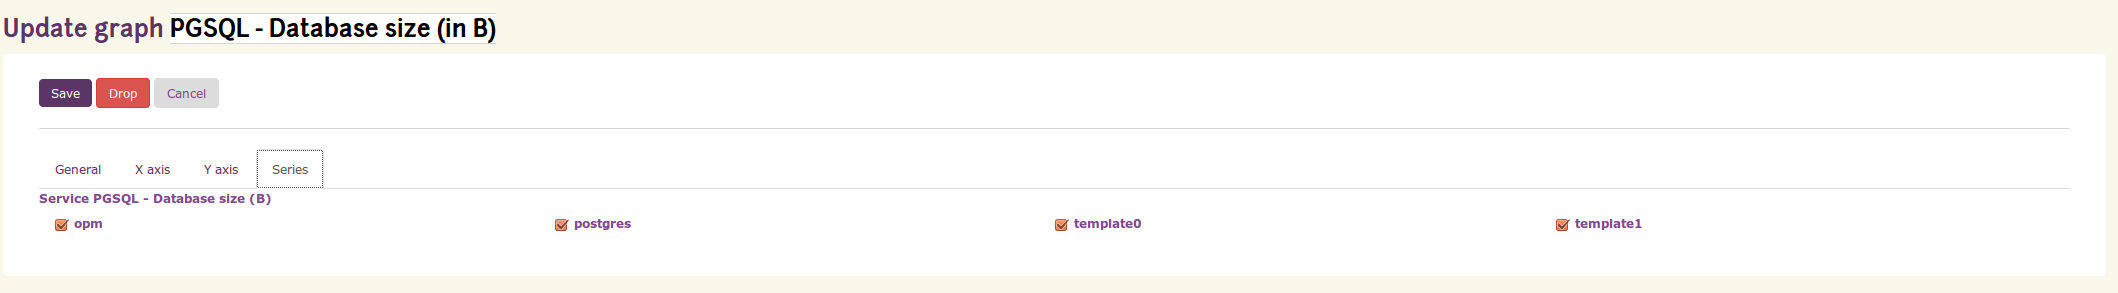 Update graph PGSQL - Database size (in B)
Save Drop Cancel
General X axis Y axis Series
Service PGSQL - Database size (B)
opm postgres template0 template1